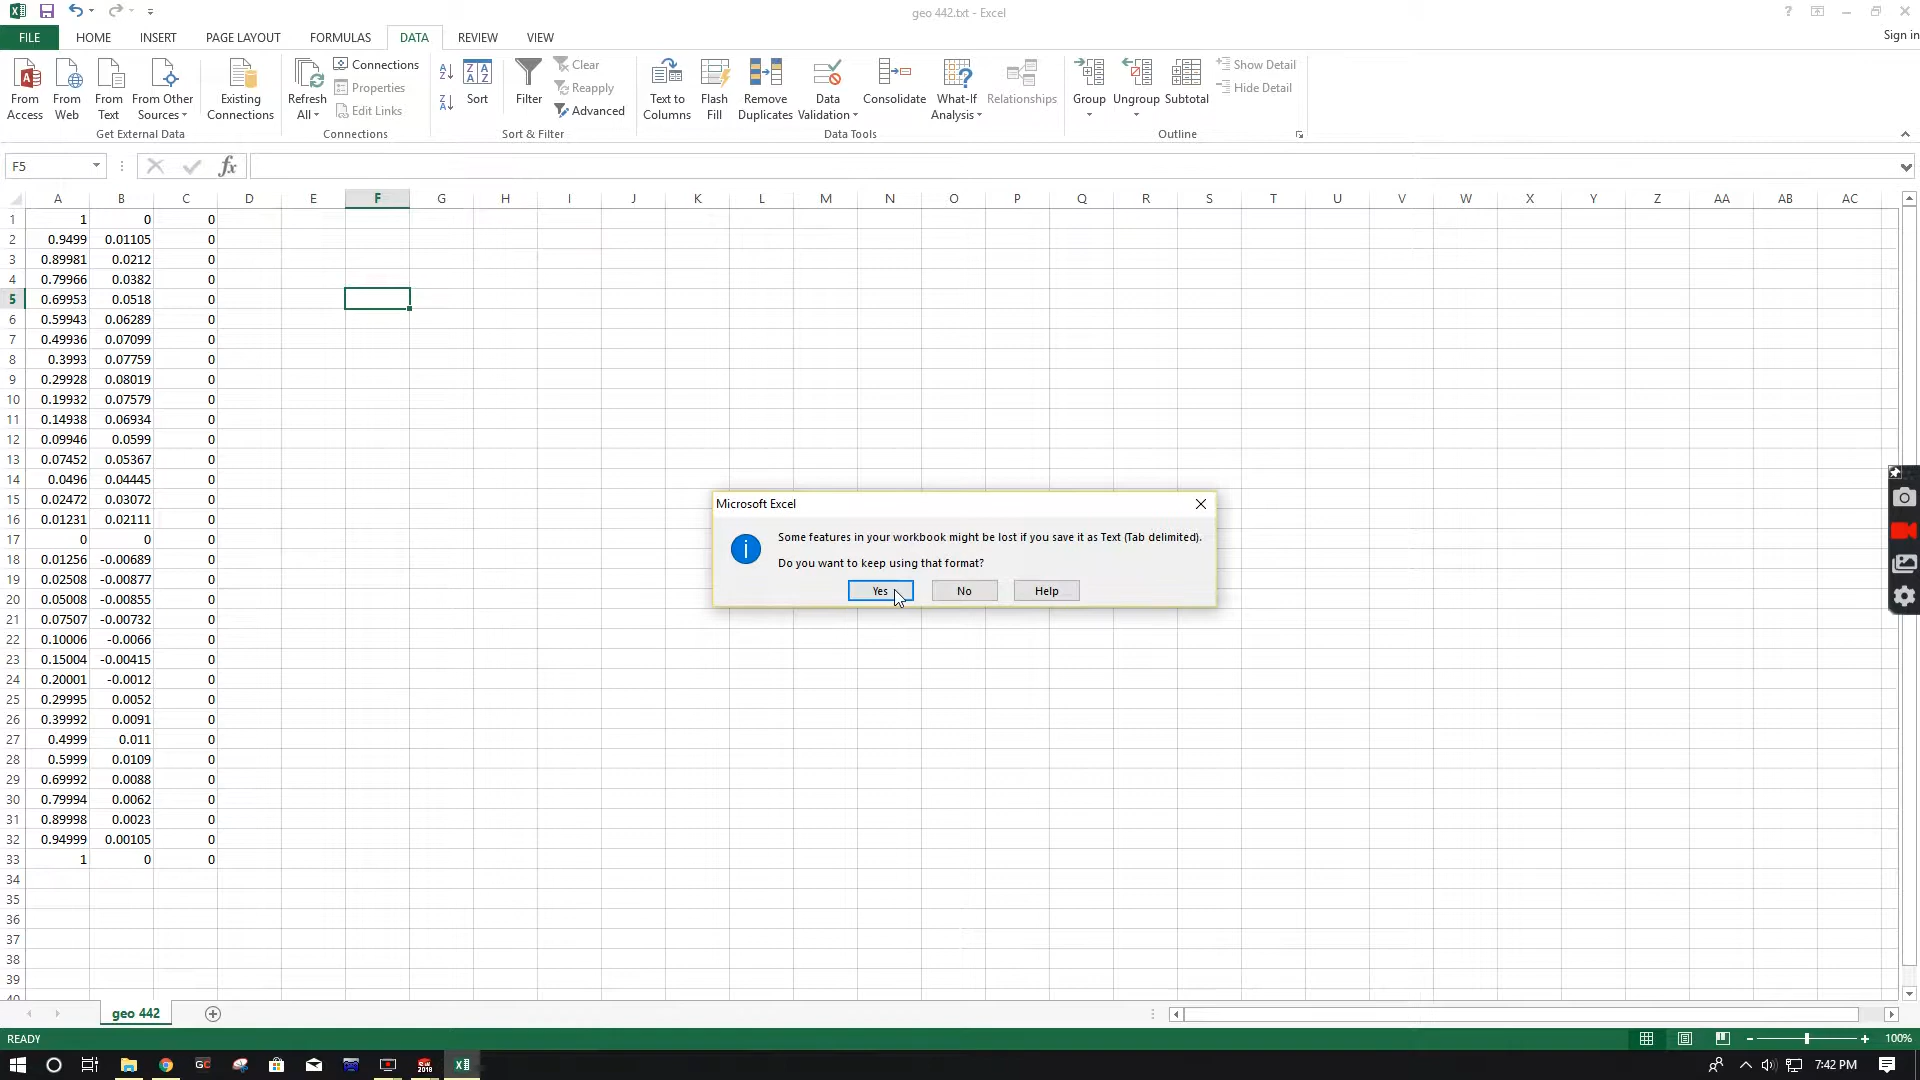 geo 442.txt - Excel
?
FILE HOME INSERT PAGE LAYOUT FORMULAS DATA REVIEW VIEW
Sign in
From Access
From Web
From Text
From Other Sources
Existing Connections
Get External Data
Refresh All
Connections
Properties
Edit Links
Connections
Sort
Filter
Clear
Reapply
Advanced
Sort & Filter
Text to Columns
Flash Fill
Remove Duplicates
Data Validation
Consolidate
What-If Analysis
Relationships
Data Tools
Group
Ungroup
Subtotal
Show Detail
Hide Detail
Outline
F5
fx
A B C D E F G H I J K L M N O P Q R S T U V W X Y Z AA AB AC
1 1 0 0
2 0.9499 0.01105 0
3 0.89981 0.0212 0
4 0.79966 0.0382 0
5 0.69953 0.0518 0
6 0.59943 0.06289 0
7 0.49936 0.07099 0
8 0.3993 0.07759 0
9 0.29928 0.08019 0
10 0.19932 0.07579 0
11 0.14938 0.06934 0
12 0.09946 0.0599 0
13 0.07452 0.05367 0
14 0.0496 0.04445 0
15 0.02472 0.03072 0
16 0.01231 0.02111 0
17 0 0 0
18 0.01256 -0.00689 0
19 0.02508 -0.00877 0
20 0.05008 -0.00855 0
21 0.07507 -0.00732 0
22 0.10006 -0.0066 0
23 0.15004 -0.00415 0
24 0.20001 -0.0012 0
25 0.29995 0.0052 0
26 0.39992 0.0091 0
27 0.4999 0.011 0
28 0.5999 0.0109 0
29 0.69992 0.0088 0
30 0.79994 0.0062 0
31 0.89998 0.0023 0
32 0.94999 0.00105 0
33 1 0 0
34
35
36
37
38
39
40
Microsoft Excel
Some features in your workbook might be lost if you save it as Text (Tab delimited).
Do you want to keep using that format?
Yes No Help
geo 442
READY
100%
GC
SW 2018
7:42 PM